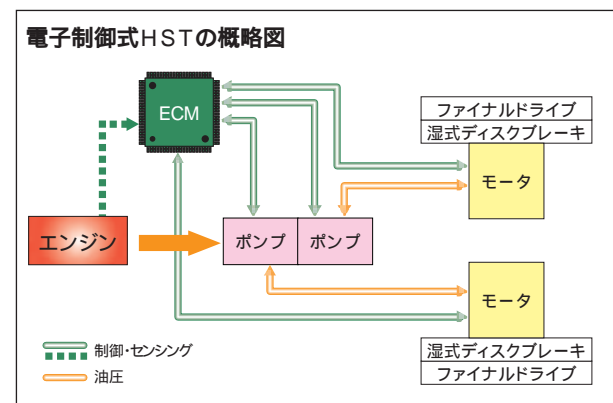 電子制御式HSTの概略図
ECM
ファイナルドライブ
湿式ディスクブレーキ
モータ
エンジン
ポンプ
ポンプ
モータ
湿式ディスクブレーキ
ファイナルドライブ
制御・センシング
油圧